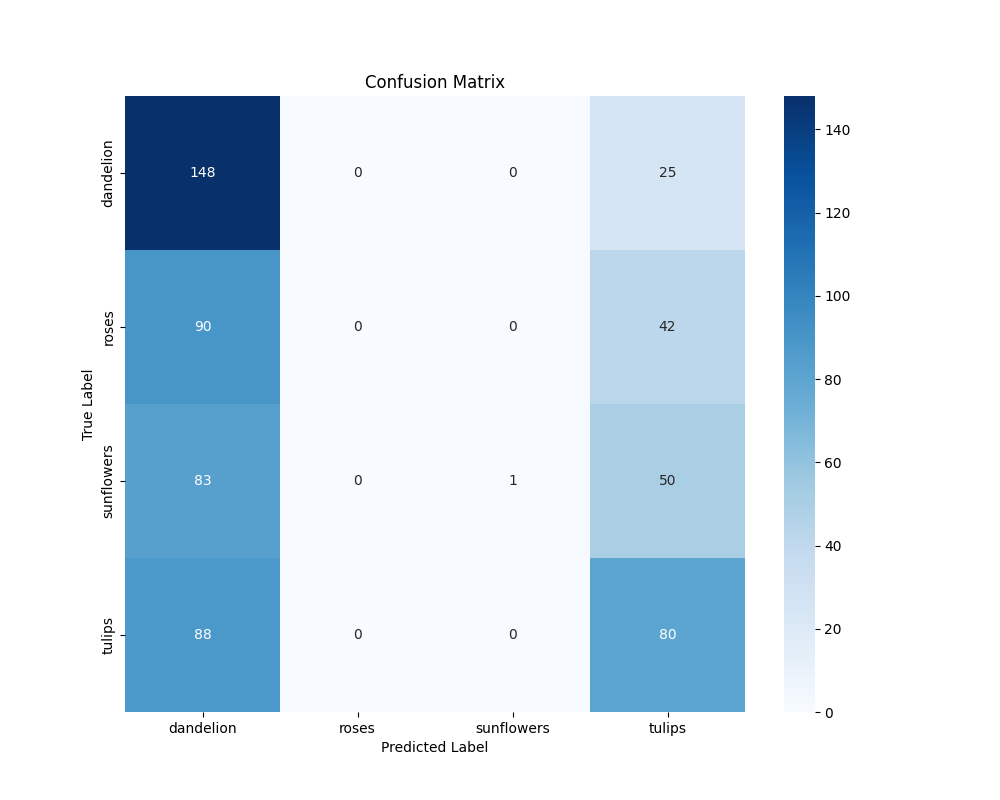 Confusion Matrix
True Label
dandelion
148 0 0 25
roses
90 0 0 42
sunflowers
83 0 1 50
tulips
88 0 0 80
dandelion roses sunflowers tulips
Predicted Label
140
120
100
80
60
40
20
0